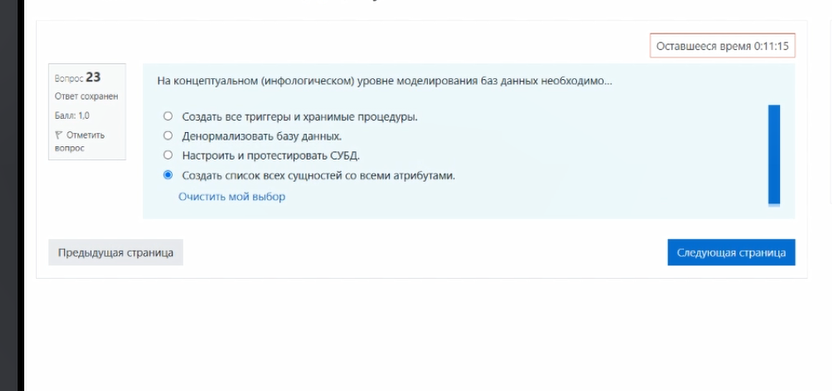 Оставшееся время 0:11:15
Вопрос 23
Ответ сохранен
Балл: 1,0
Отметить
вопрос
На концептуальном (инфологическом) уровне моделирования баз данных необходимо...
Создать все триггеры и хранимые процедуры.
Денормализовать базу данных.
Настроить и протестировать СУБД.
Создать список всех сущностей со всеми атрибутами.
Очистить мой выбор
Предыдущая страница
Следующая страница